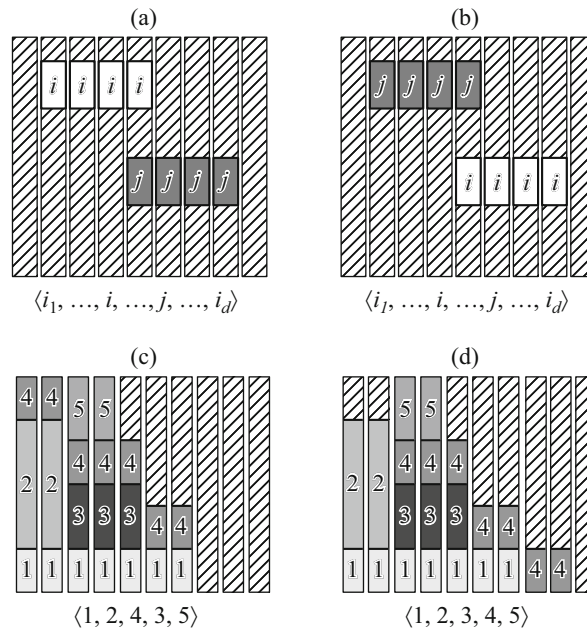 (a)
i i i i
j j j j
⟨i₁, …, i, …, j, …, i_d⟩
(b)
j j j j
i i i i
⟨i₁, …, i, …, j, …, i_d⟩
(c)
4 4
5 5
4 4 4
2 2
3 3 3
4 4
1 1 1 1 1 1 1
⟨1, 2, 4, 3, 5⟩
(d)
5 5
4 4 4
2 2
3 3 3
4 4
1 1 1 1 1 1 1 4 4
⟨1, 2, 3, 4, 5⟩